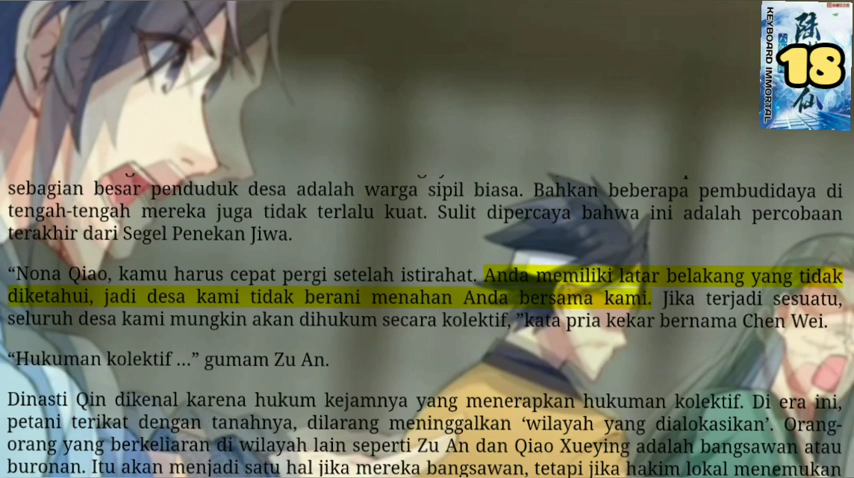 KEYBOARD IMMORTAL
18
sebagian besar penduduk desa adalah warga sipil biasa. Bahkan beberapa pembudidaya di
tengah-tengah mereka juga tidak terlalu kuat. Sulit dipercaya bahwa ini adalah percobaan
terakhir dari Segel Penekan Jiwa.
“Nona Qiao, kamu harus cepat pergi setelah istirahat. Anda memiliki latar belakang yang tidak
diketahui, jadi desa kami tidak berani menahan Anda bersama kami. Jika terjadi sesuatu,
seluruh desa kami mungkin akan dihukum secara kolektif, ”kata pria kekar bernama Chen Wei.
“Hukuman kolektif ...” gumam Zu An.
Dinasti Qin dikenal karena hukum kejamnya yang menerapkan hukuman kolektif. Di era ini,
petani terikat dengan tanahnya, dilarang meninggalkan ‘wilayah yang dialokasikan’. Orang-
orang yang berkeliaran di wilayah lain seperti Zu An dan Qiao Xueying adalah bangsawan atau
buronan. Itu akan menjadi satu hal jika mereka bangsawan, tetapi jika hakim lokal menemukan